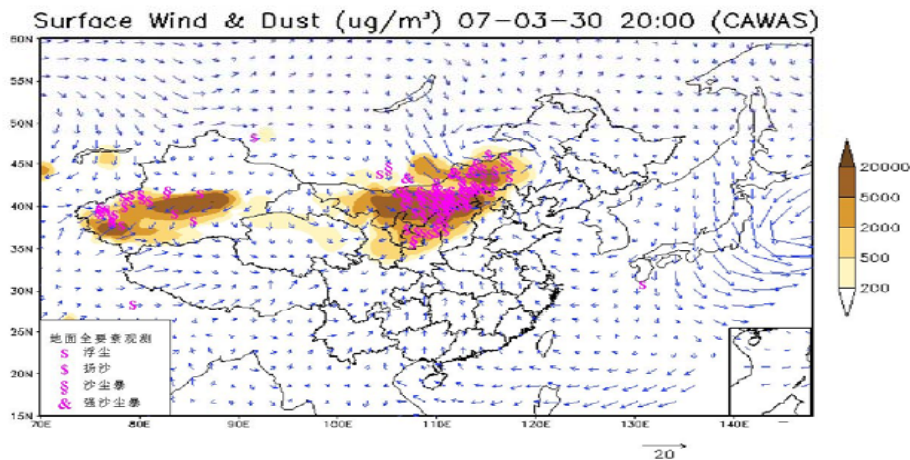 Surface Wind & Dust (ug/m³) 07-03-30 20:00 (CAWAS)
60N
55N
50N
45N
40N
35N
30N
25N
20N
15N
70E 80E 90E 100E 110E 120E 130E 140E
20000
5000
2000
500
200
地面全要素观测
S 浮尘
$ 扬沙
§ 沙尘暴
& 强沙尘暴
20